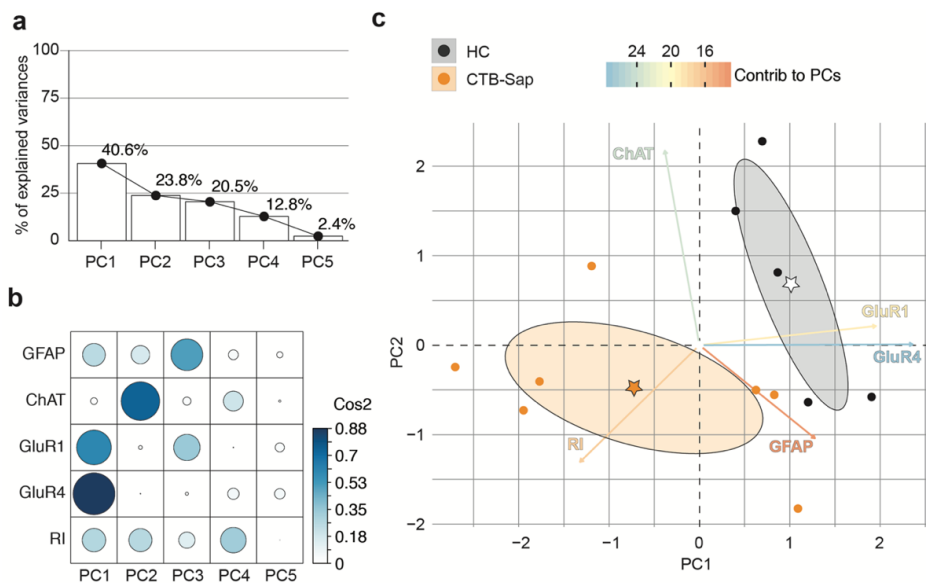 a
% of explained variances
100
75
50
25
0
40.6%
23.8%
20.5%
12.8%
2.4%
PC1 PC2 PC3 PC4 PC5
b
GFAP
ChAT
GluR1
GluR4
RI
PC1 PC2 PC3 PC4 PC5
Cos2
0.88
0.70
0.53
0.35
0.18
0
c
HC
CTB-Sap
24 20 16
Contrib to PCs
PC2
2
1
0
−1
−2
ChAT
GluR1
GluR4
RI
GFAP
−2 −1 0 1 2
PC1